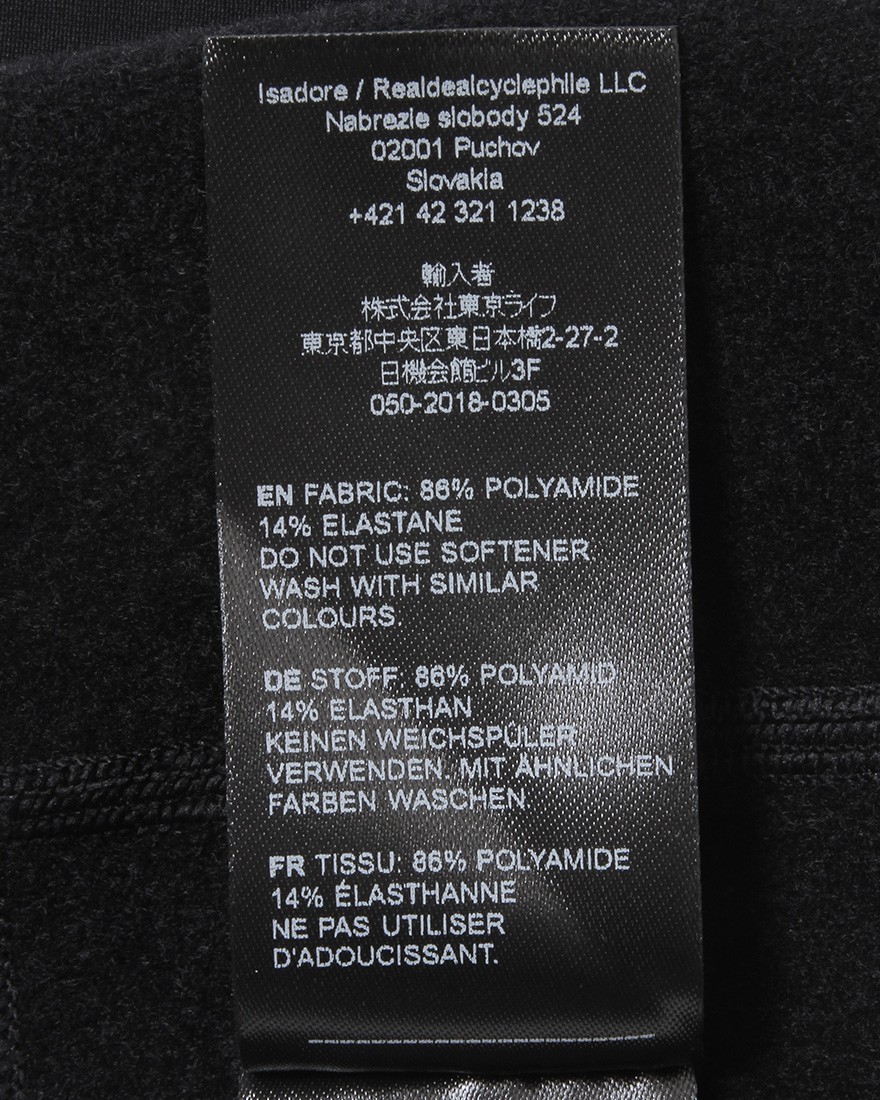 Isadore / Realdealcyclephile LLC
Nabrezie slobody 524
02001 Puchov
Slovakia
+421 42 321 1238
輸入者
株式会社東京ライフ
東京都中央区東日本橋2-27-2
日機会館ビル3F
050-2018-0305
EN FABRIC: 86% POLYAMIDE
14% ELASTANE
DO NOT USE SOFTENER
WASH WITH SIMILAR
COLOURS.
DE STOFF: 86% POLYAMID
14% ELASTHAN
KEINEN WEICHSPÜLER
VERWENDEN. MIT ÄHNLICHEN
FARBEN WASCHEN
FR TISSU: 86% POLYAMIDE
14% ÉLASTHANNE
NE PAS UTILISER
D'ADOUCISSANT.